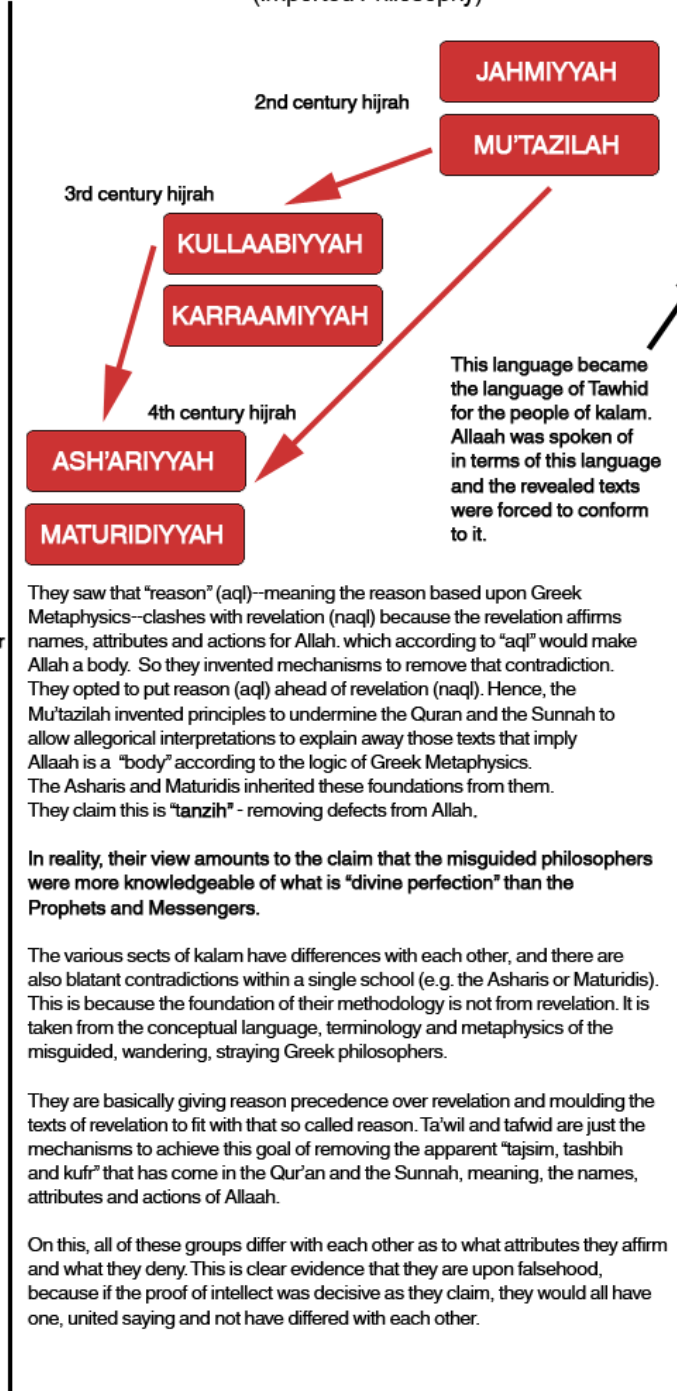 (Imported Philosophy)
JAHMIYYAH
2nd century hijrah
MU'TAZILAH
3rd century hijrah
KULLAABIYYAH
KARRAAMIYYAH
This language became
the language of Tawhid
for the people of kalam.
Allaah was spoken of
in terms of this language
and the revealed texts
were forced to conform
to it.
4th century hijrah
ASH'ARIYYAH
MATURIDIYYAH
They saw that “reason” (aql)--meaning the reason based upon Greek
Metaphysics--clashes with revelation (naql) because the revelation affirms
names, attributes and actions for Allah. which according to “aql” would make
Allah a body. So they invented mechanisms to remove that contradiction.
They opted to put reason (aql) ahead of revelation (naql). Hence, the
Mu'tazilah invented principles to undermine the Quran and the Sunnah to
allow allegorical interpretations to explain away those texts that imply
Allaah is a “body” according to the logic of Greek Metaphysics.
The Asharis and Maturidis inherited these foundations from them.
They claim this is “tanzih” - removing defects from Allah.
In reality, their view amounts to the claim that the misguided philosophers
were more knowledgeable of what is “divine perfection” than the
Prophets and Messengers.
The various sects of kalam have differences with each other, and there are
also blatant contradictions within a single school (e.g. the Asharis or Maturidis).
This is because the foundation of their methodology is not from revelation. It is
taken from the conceptual language, terminology and metaphysics of the
misguided, wandering, straying Greek philosophers.
They are basically giving reason precedence over revelation and moulding the
texts of revelation to fit with that so called reason. Ta'wil and tafwid are just the
mechanisms to achieve this goal of removing the apparent “tajsim, tashbih
and kufr” that has come in the Qur'an and the Sunnah, meaning, the names,
attributes and actions of Allaah.
On this, all of these groups differ with each other as to what attributes they affirm
and what they deny. This is clear evidence that they are upon falsehood,
because if the proof of intellect was decisive as they claim, they would all have
one, united saying and not have differed with each other.